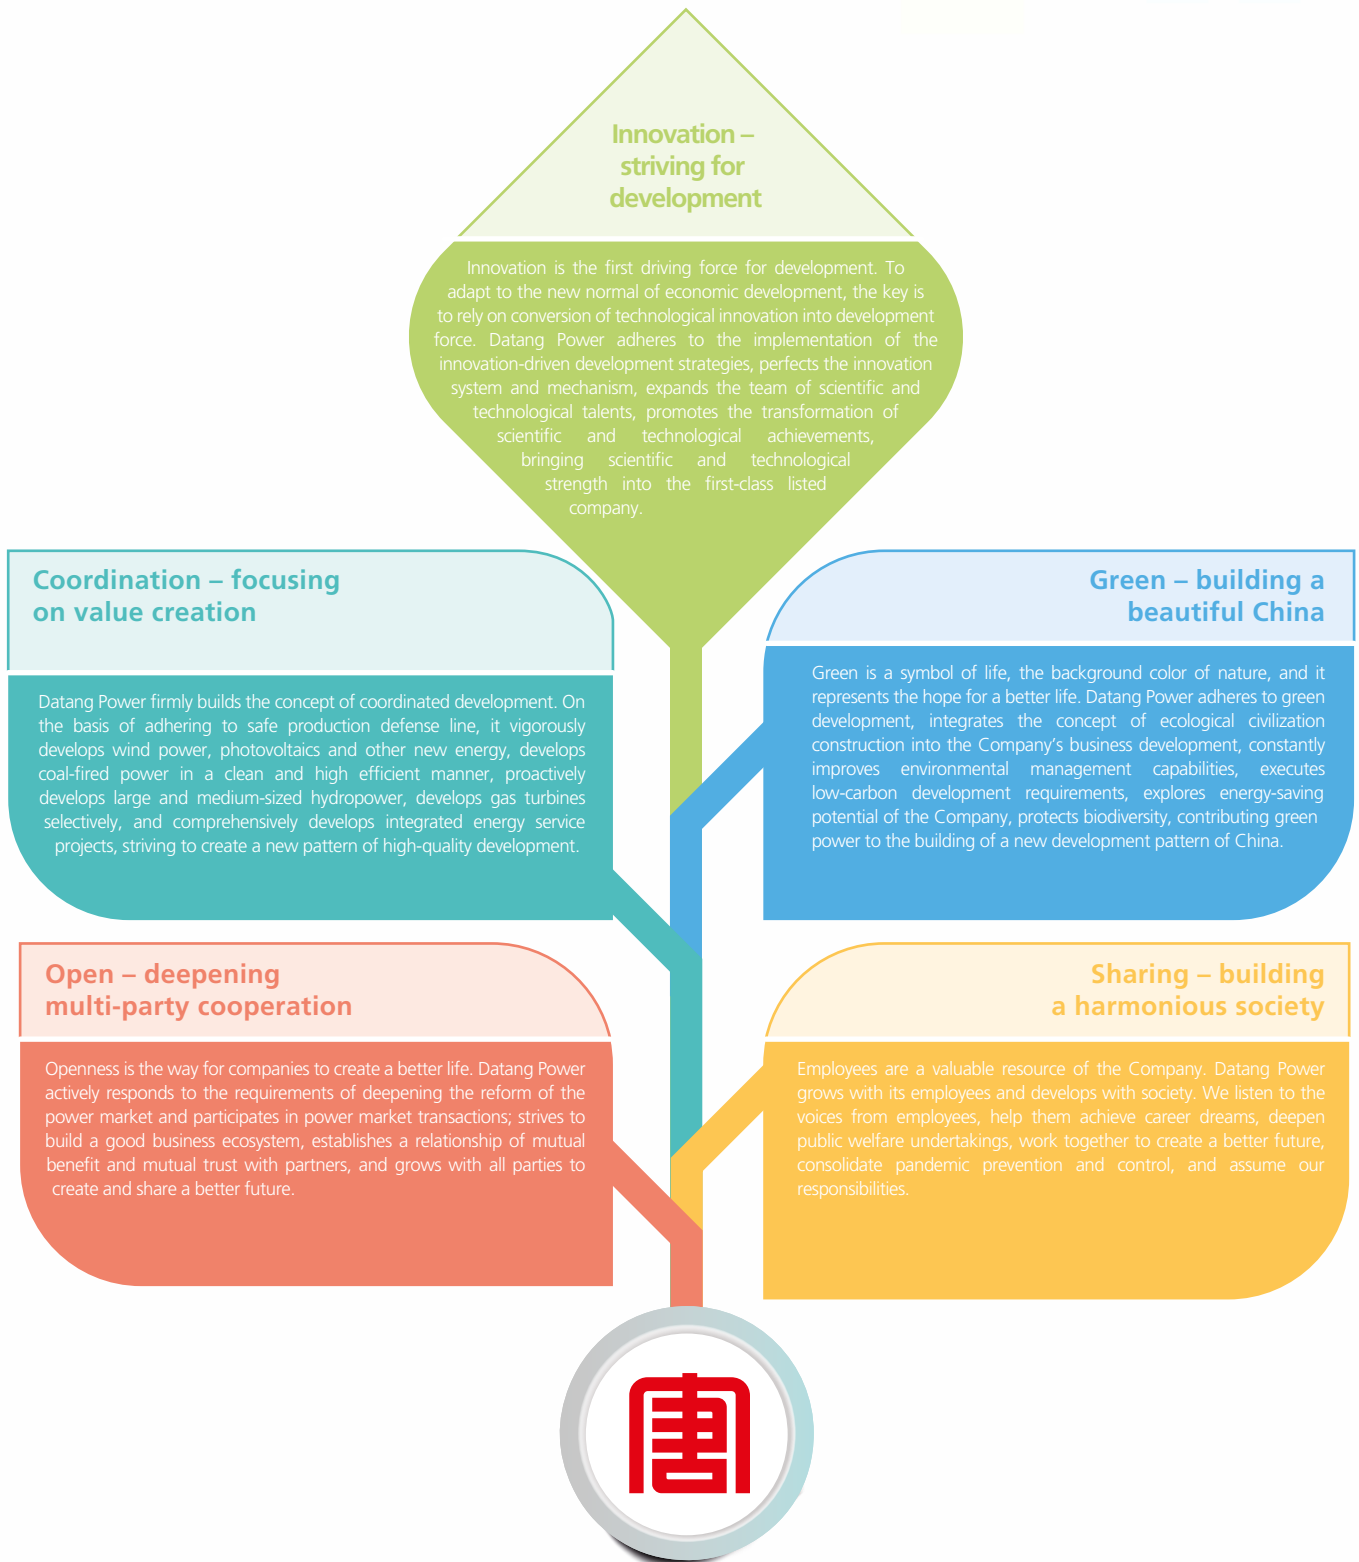 Innovation –
striving for
development
Innovation is the first driving force for development. To
adapt to the new normal of economic development, the key is
to rely on conversion of technological innovation into development
force. Datang Power adheres to the implementation of the
innovation-driven development strategies, perfects the innovation
system and mechanism, expands the team of scientific and
technological talents, promotes the transformation of
scientific and technological achievements,
bringing scientific and technological
strength into the first-class listed
company.
Coordination – focusing
on value creation
Datang Power firmly builds the concept of coordinated development. On
the basis of adhering to safe production defense line, it vigorously
develops wind power, photovoltaics and other new energy, develops
coal-fired power in a clean and high efficient manner, proactively
develops large and medium-sized hydropower, develops gas turbines
selectively, and comprehensively develops integrated energy service
projects, striving to create a new pattern of high-quality development.
Green – building a
beautiful China
Green is a symbol of life, the background color of nature, and it
represents the hope for a better life. Datang Power adheres to green
development, integrates the concept of ecological civilization
construction into the Company’s business development, constantly
improves environmental management capabilities, executes
low-carbon development requirements, explores energy-saving
potential of the Company, protects biodiversity, contributing green
power to the building of a new development pattern of China.
Open – deepening
multi-party cooperation
Openness is the way for companies to create a better life. Datang Power
actively responds to the requirements of deepening the reform of the
power market and participates in power market transactions; strives to
build a good business ecosystem, establishes a relationship of mutual
benefit and mutual trust with partners, and grows with all parties to
create and share a better future.
Sharing – building
a harmonious society
Employees are a valuable resource of the Company. Datang Power
grows with its employees and develops with society. We listen to the
voices from employees, help them achieve career dreams, deepen
public welfare undertakings, work together to create a better future,
consolidate pandemic prevention and control, and assume our
responsibilities.
唐